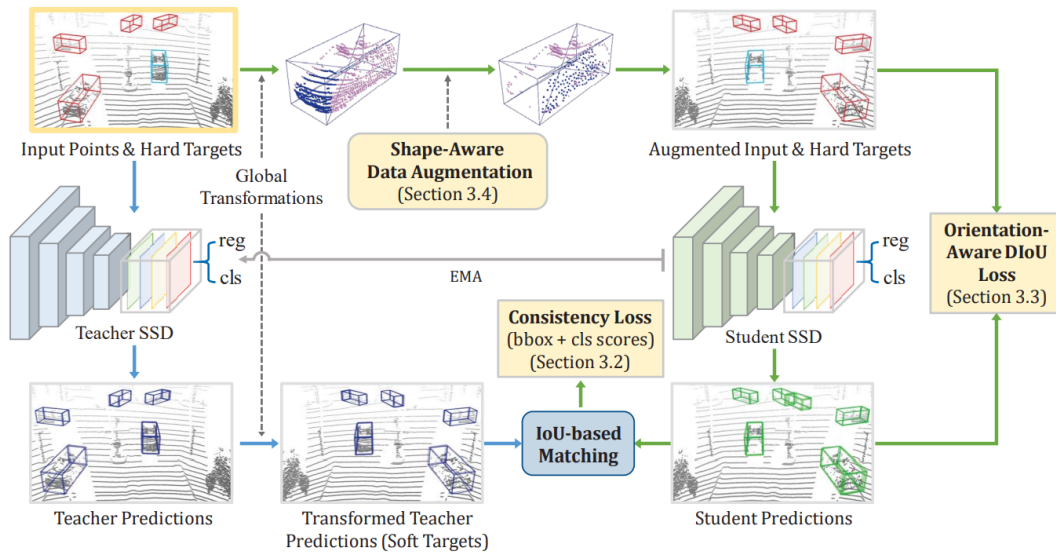 Input Points & Hard Targets
Global
Transformations
Shape-Aware
Data Augmentation
(Section 3.4)
Augmented Input & Hard Targets
reg
cls
Teacher SSD
EMA
Consistency Loss
(bbox + cls scores)
(Section 3.2)
reg
cls
Student SSD
Orientation-
Aware DIoU
Loss
(Section 3.3)
IoU-based
Matching
Teacher Predictions
Transformed Teacher
Predictions (Soft Targets)
Student Predictions